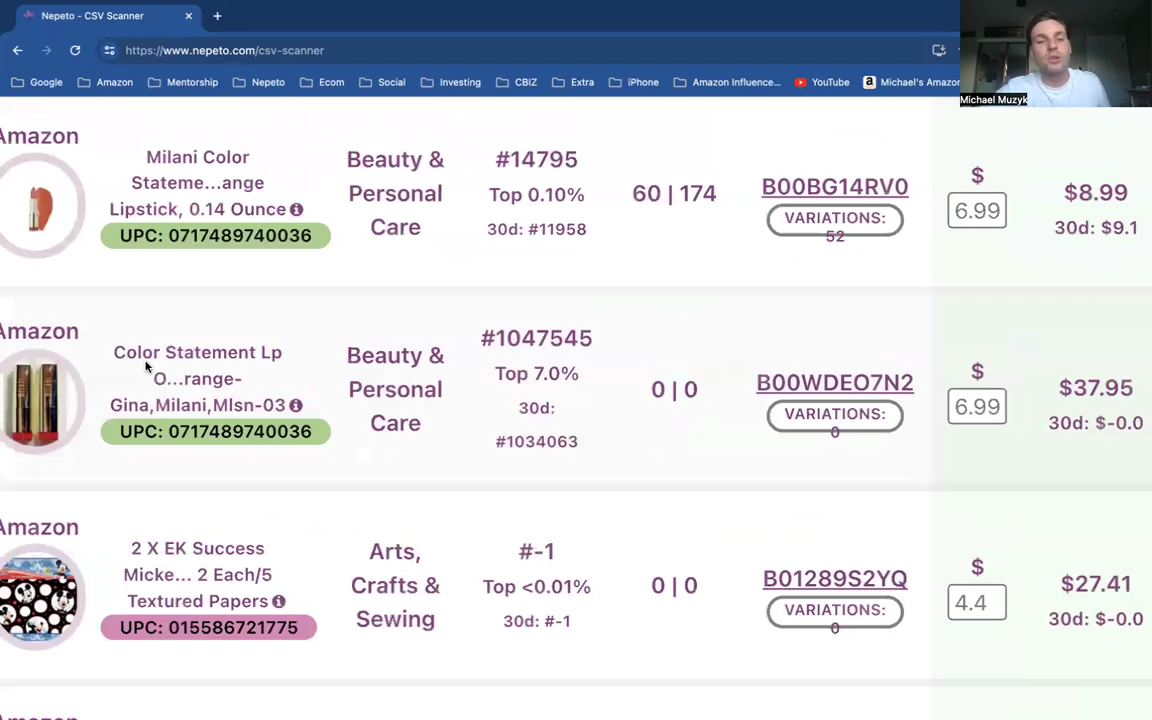 Nepeto - CSV Scanner
https://www.nepeto.com/csv-scanner
Google Amazon Mentorship Nepeto Ecom Social Investing CBIZ Extra iPhone Amazon Influence... YouTube Michael's Amazon
Michael Muzyk
Amazon
Milani Color
Stateme...ange
Lipstick, 0.14 Ounce
UPC: 0717489740036
Beauty &
Personal
Care
#14795
Top 0.10%
30d: #11958
60 | 174
B00BG14RV0
VARIATIONS:
52
$
6.99
$8.99
30d: $9.1
Amazon
Color Statement Lp
O...range-
Gina,Milani,Mlsn-03
UPC: 0717489740036
Beauty &
Personal
Care
#1047545
Top 7.0%
30d:
#1034063
0 | 0
B00WDEO7N2
VARIATIONS:
0
$
6.99
$37.95
30d: $-0.0
Amazon
2 X EK Success
Micke... 2 Each/5
Textured Papers
UPC: 015586721775
Arts,
Crafts &
Sewing
#-1
Top <0.01%
30d: #-1
0 | 0
B01289S2YQ
VARIATIONS:
0
$
4.4
$27.41
30d: $-0.0
Amazon